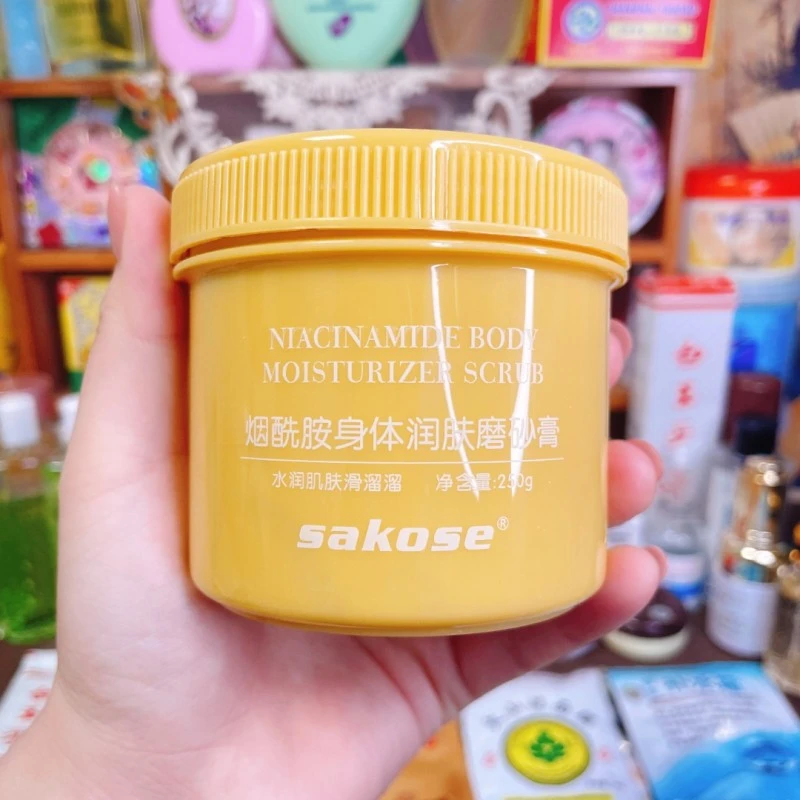 NIACINAMIDE BODY
MOISTURIZER SCRUB
烟酰胺身体润肤磨砂膏
水润肌肤滑溜溜 净含量:250g
sakose®